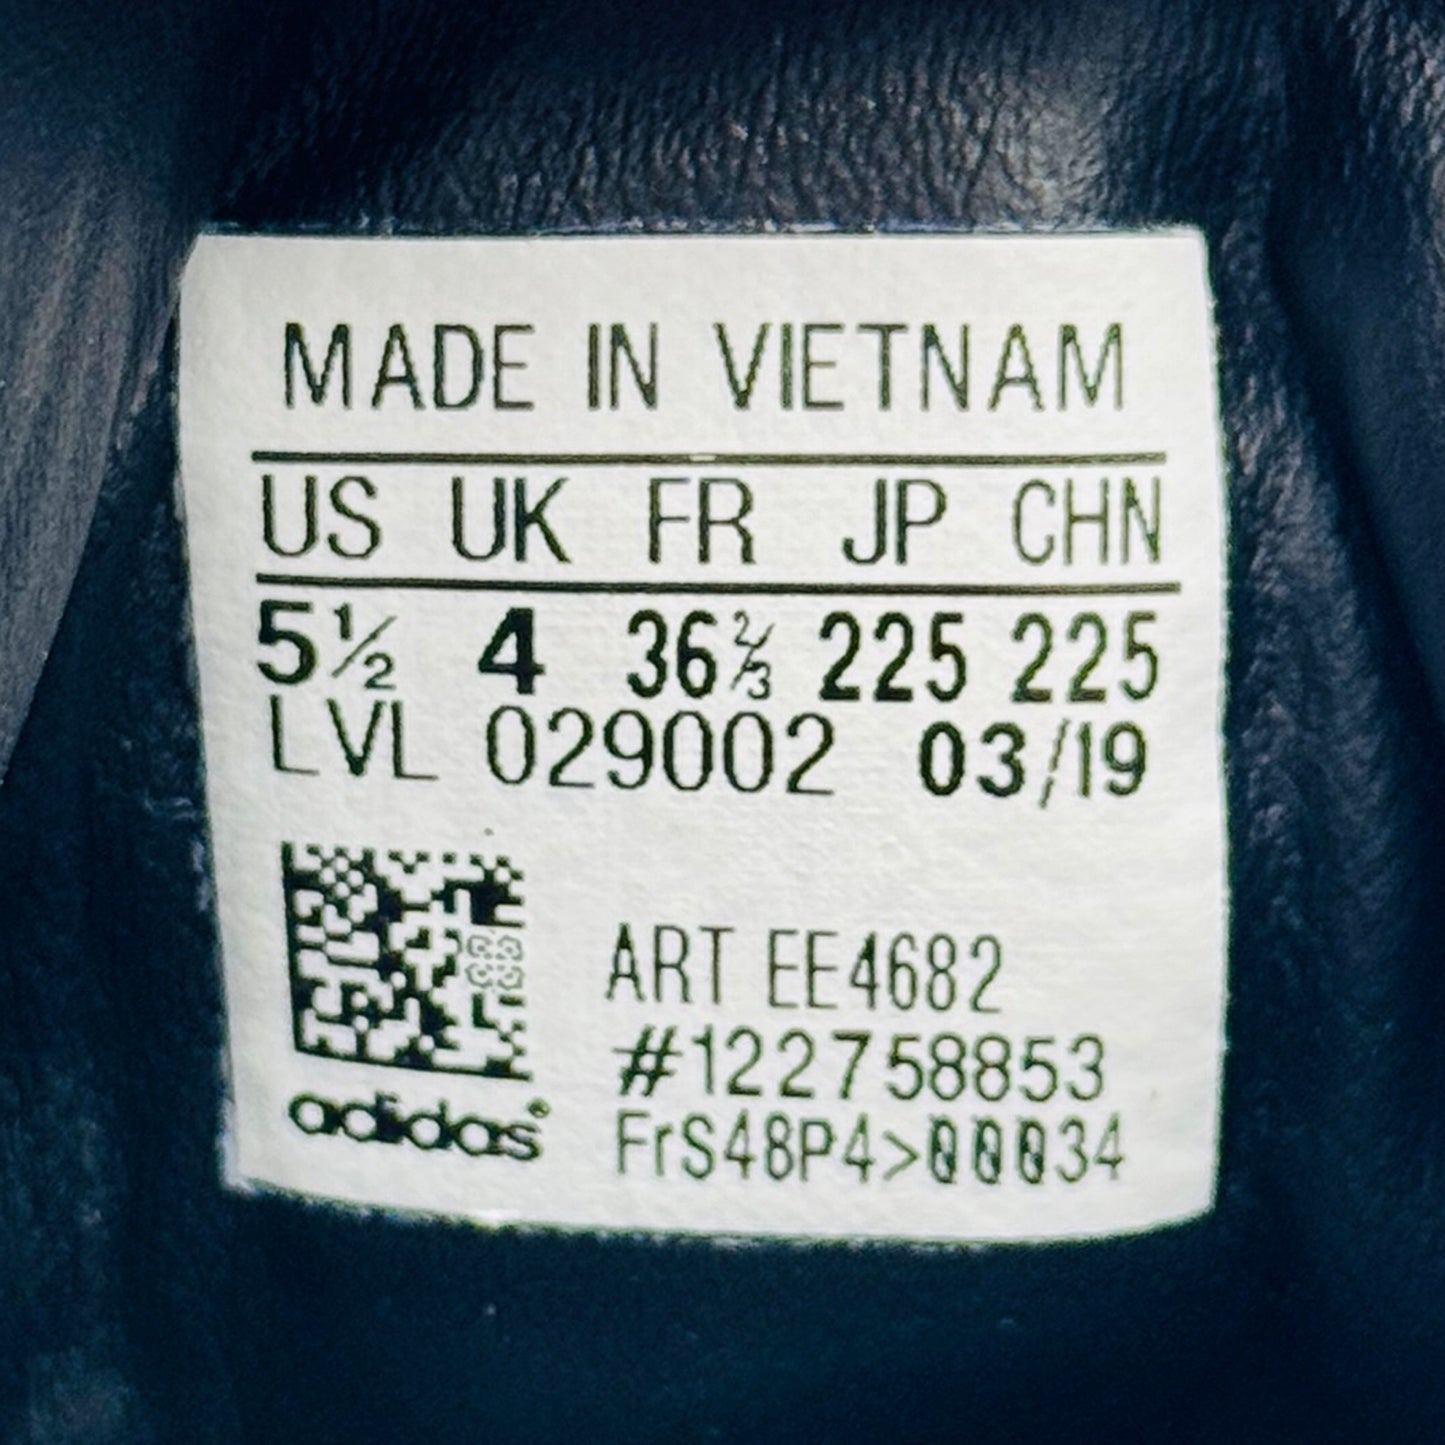 MADE IN VIETNAM
US UK FR JP CHN
5½ 4 36⅔ 225 225
LVL 029002 03/19
ART EE4682
#122758853
adidas®
FrS48P4>00034